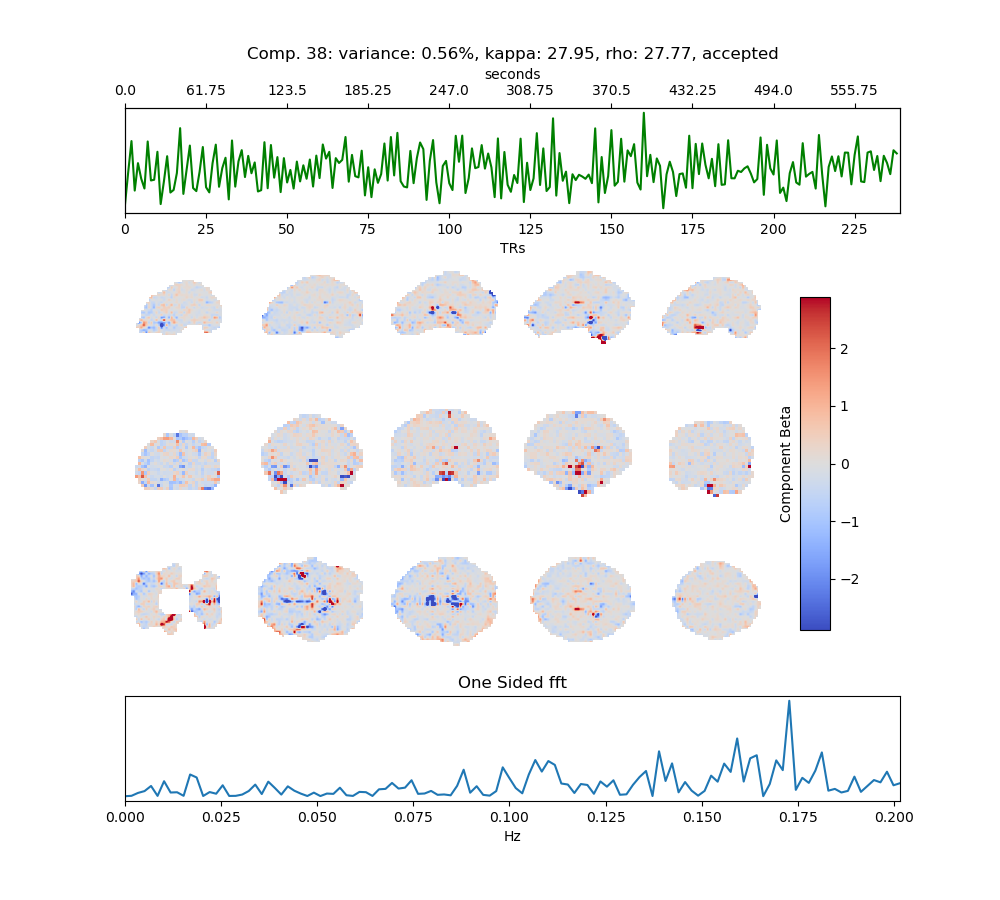 Comp. 38: variance: 0.56%, kappa: 27.95, rho: 27.77, accepted
seconds
0.0 61.75 123.5 185.25 247.0 308.75 370.5 432.25 494.0 555.75
0 25 50 75 100 125 150 175 200 225
TRs
2
1
0
−1
−2
Component Beta
One Sided fft
0.000 0.025 0.050 0.075 0.100 0.125 0.150 0.175 0.200
Hz